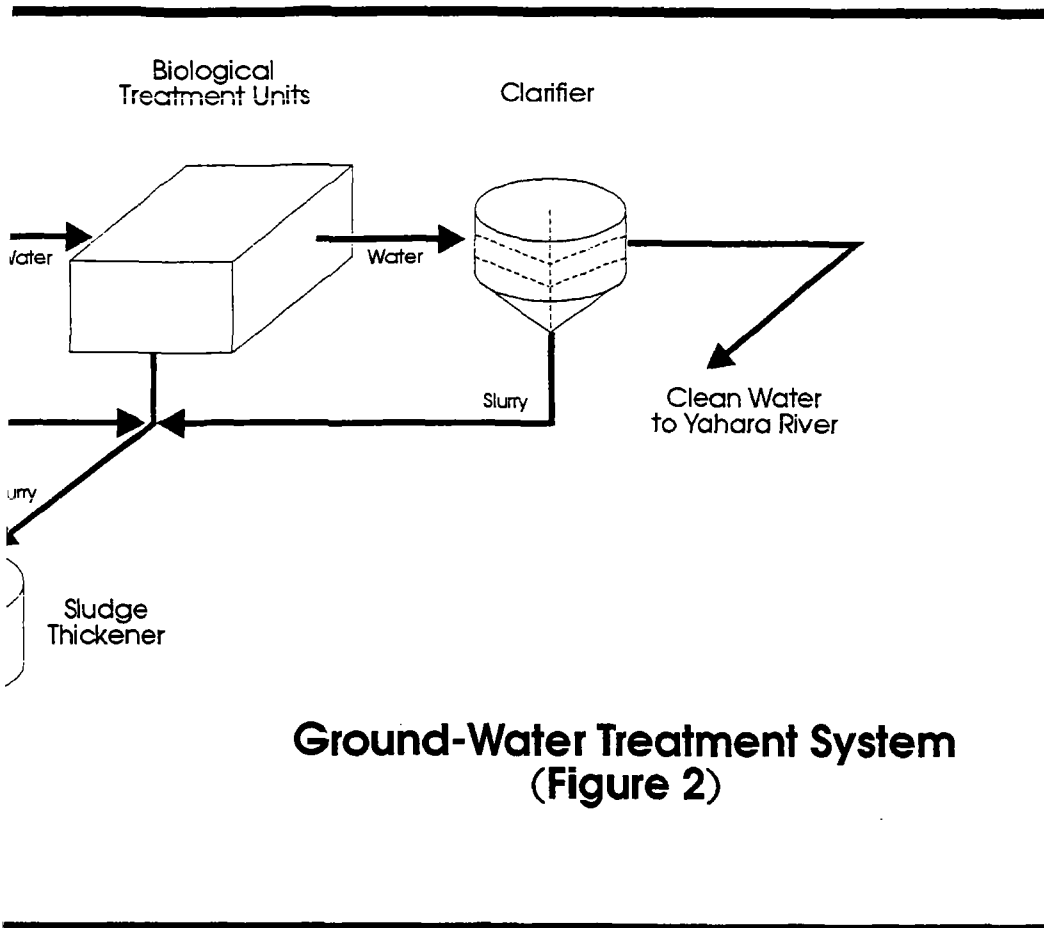 Biological
Treatment Units
Clarifier
Water
Water
Slurry
Clean Water
to Yahara River
Slurry
Sludge
Thickener
Ground-Water Treatment System
(Figure 2)